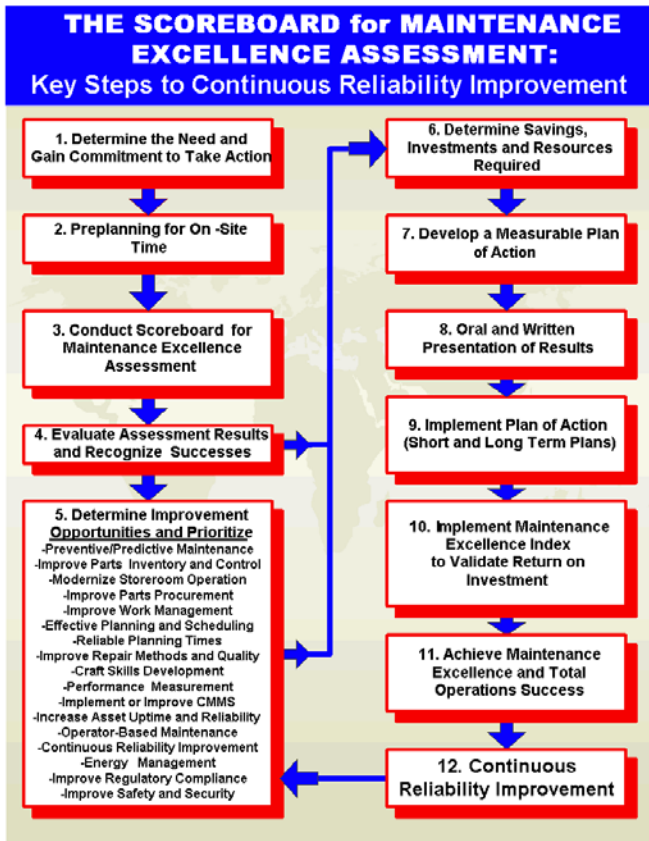 THE SCOREBOARD for MAINTENANCE
EXCELLENCE ASSESSMENT:
Key Steps to Continuous Reliability Improvement
1. Determine the Need and
Gain Commitment to Take Action
2. Preplanning for On -Site
Time
3. Conduct Scoreboard for
Maintenance Excellence
Assessment
4. Evaluate Assessment Results
and Recognize Successes
5. Determine Improvement
Opportunities and Prioritize
-Preventive/Predictive Maintenance
-Improve Parts Inventory and Control
-Modernize Storeroom Operation
-Improve Parts Procurement
-Improve Work Management
-Effective Planning and Scheduling
-Reliable Planning Times
-Improve Repair Methods and Quality
-Craft Skills Development
-Performance Measurement
-Implement or Improve CMMS
-Increase Asset Uptime and Reliability
-Operator-Based Maintenance
-Continuous Reliability Improvement
-Energy Management
-Improve Regulatory Compliance
-Improve Safety and Security
6. Determine Savings,
Investments and Resources
Required
7. Develop a Measurable Plan
of Action
8. Oral and Written
Presentation of Results
9. Implement Plan of Action
(Short and Long Term Plans)
10. Implement Maintenance
Excellence Index
to Validate Return on
Investment
11. Achieve Maintenance
Excellence and Total
Operations Success
12. Continuous
Reliability Improvement